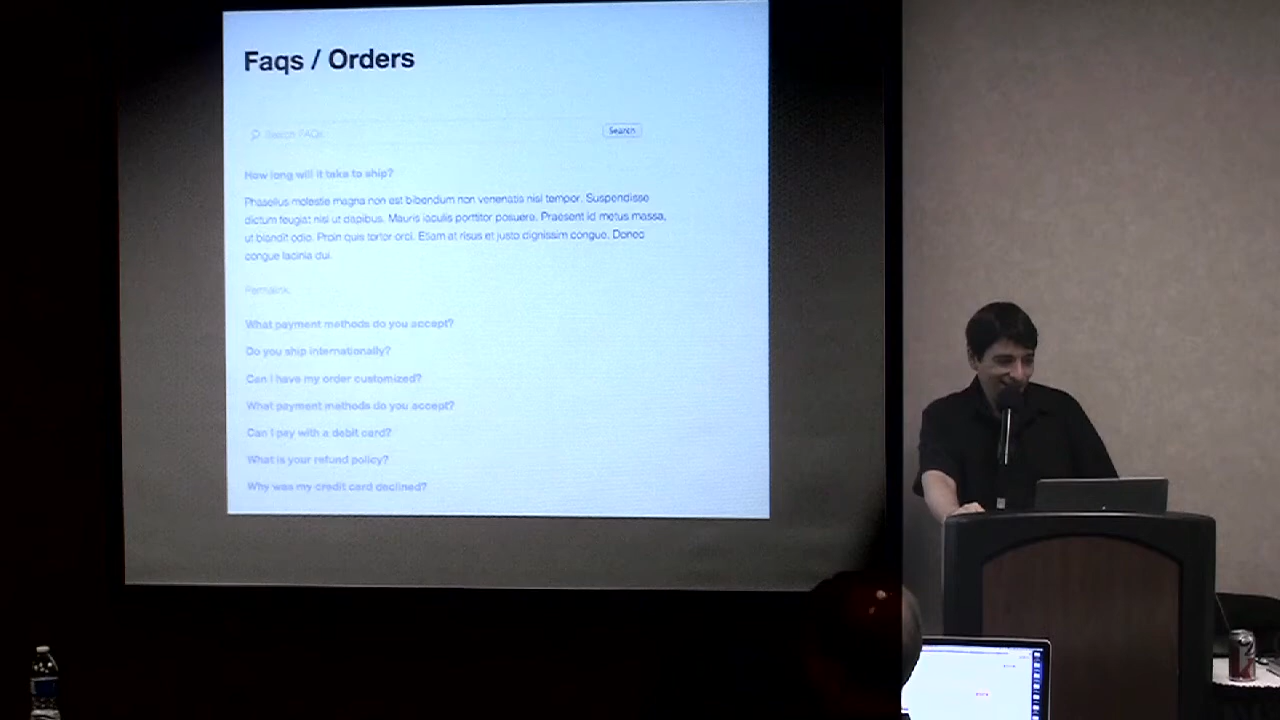 Faqs / Orders
Search FAQs
Search
How long will it take to ship?
Phasellus molestie magna non est bibendum non venenatis nisl tempor. Suspendisse
dictum feugiat nisl ut dapibus. Mauris iaculis porttitor posuere. Praesent id metus massa,
ut blandit odio. Proin quis tortor orci. Etiam at risus et justo dignissim congue. Donec
congue lacinia dui.
Permalink
What payment methods do you accept?
Do you ship internationally?
Can I have my order customized?
What payment methods do you accept?
Can I pay with a debit card?
What is your refund policy?
Why was my credit card declined?